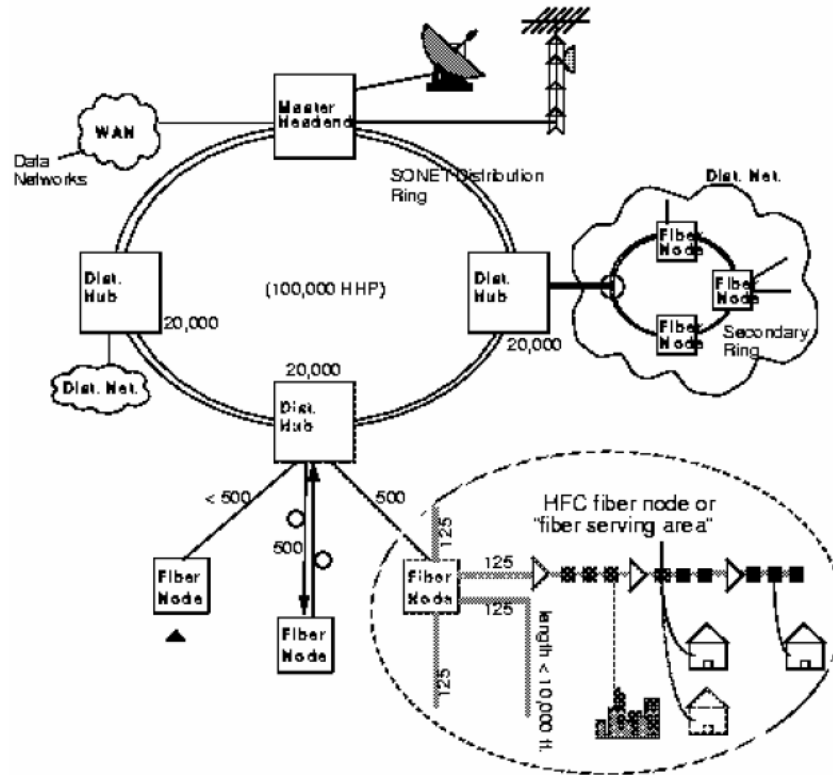 Master
Headend
WAN
Data
Networks
SONET Distribution
Ring
Dist. Net.
Fiber
Node
Fiber
Node
Fiber
Node
Secondary
Ring
Dist.
Hub
20,000
(100,000 HHP)
Dist.
Hub
20,000
Dist. Net.
20,000
Dist.
Hub
< 500
500
500
Fiber
Node
Fiber
Node
Fiber
Node
HFC fiber node or
"fiber serving area"
125
125
125
125
length < 10,000 ft.